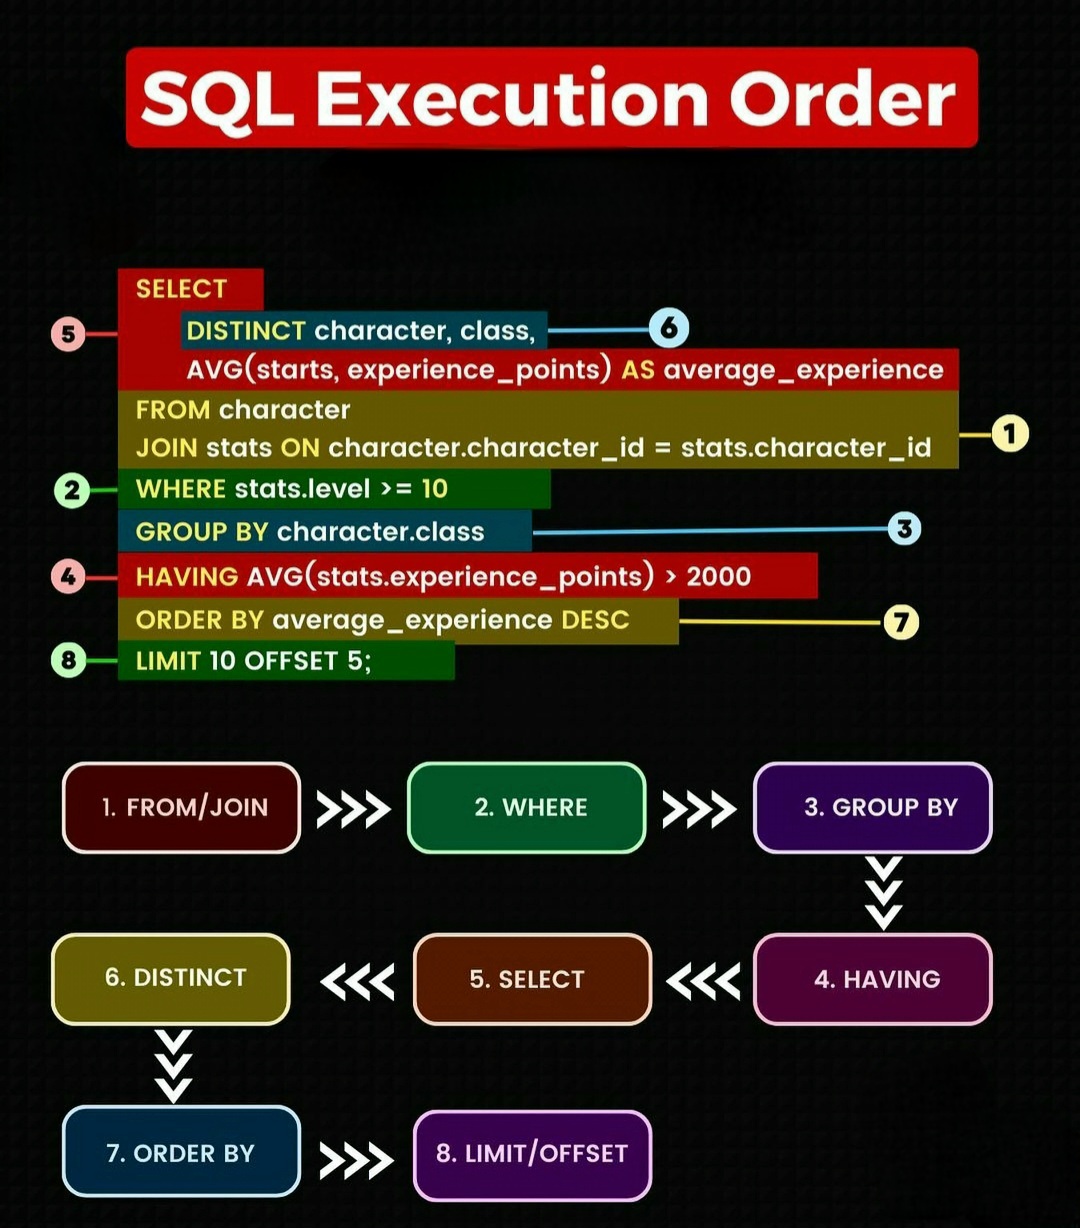 SQL Execution Order
SELECT
5
DISTINCT character, class,
6
AVG(starts, experience_points) AS average_experience
FROM character
JOIN stats ON character.character_id = stats.character_id
1
2
WHERE stats.level >= 10
GROUP BY character.class
3
4
HAVING AVG(stats.experience_points) > 2000
ORDER BY average_experience DESC
7
8
LIMIT 10 OFFSET 5;
1. FROM/JOIN
2. WHERE
3. GROUP BY
6. DISTINCT
5. SELECT
4. HAVING
7. ORDER BY
8. LIMIT/OFFSET